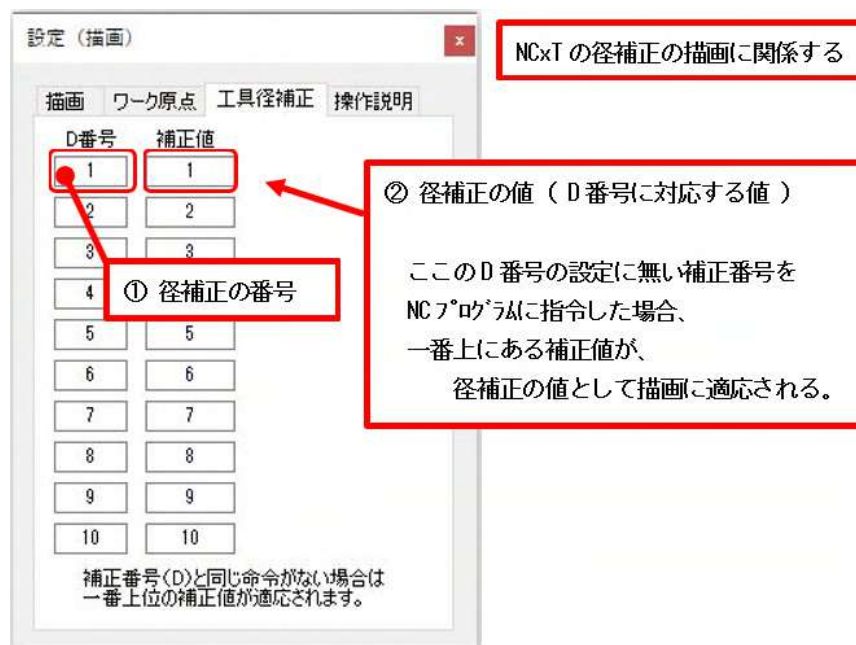 設定（描画）
x
NCxTの径補正の描画に関係する
描画 ワーク原点 工具径補正 操作説明
D番号 補正値
1 1
2 2
3 3
4
5 5
6 6
7 7
8 8
9 9
10 10
① 径補正の番号
② 径補正の値（D番号に対応する値）
ここのD番号の設定に無い補正番号を
NCﾌﾟﾛｸﾞﾗﾑに指令した場合、
一番上にある補正値が、
径補正の値として描画に適応される。
補正番号(D)と同じ命令がない場合は
一番上位の補正値が適応されます。